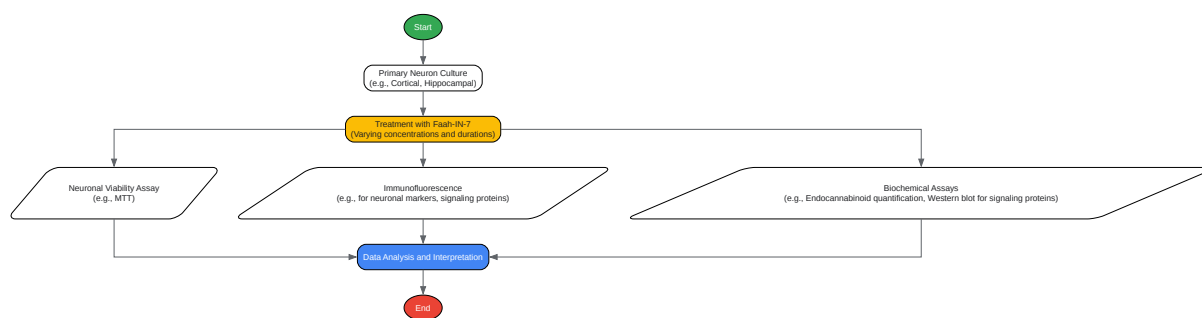 Start
Primary Neuron Culture
(e.g., Cortical, Hippocampal)
Treatment with Faah-IN-7
(Varying concentrations and durations)
Neuronal Viability Assay
(e.g., MTT)
Immunofluorescence
(e.g., for neuronal markers, signaling proteins)
Biochemical Assays
(e.g., Endocannabinoid quantification, Western blot for signaling proteins)
Data Analysis and Interpretation
End